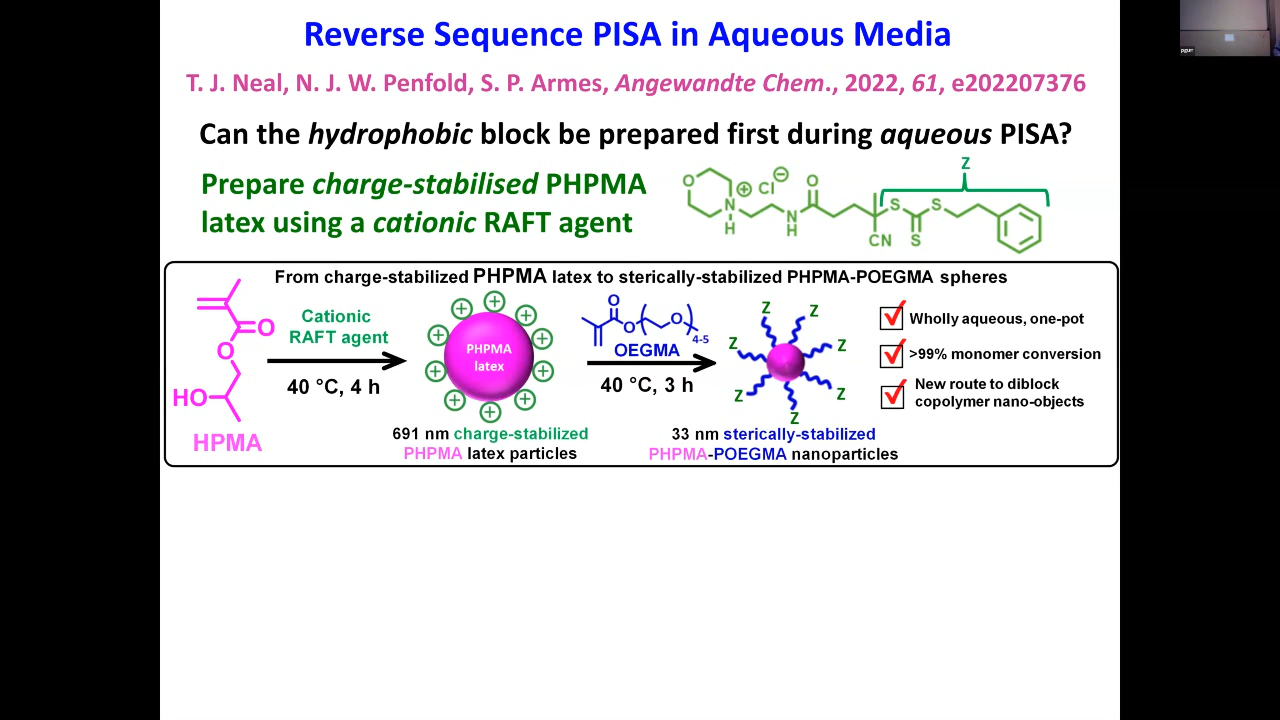 Reverse Sequence PISA in Aqueous Media
T. J. Neal, N. J. W. Penfold, S. P. Armes, Angewandte Chem., 2022, 61, e202207376
Can the hydrophobic block be prepared first during aqueous PISA?
Prepare charge-stabilised PHPMA
latex using a cationic RAFT agent
Z
O
⊕
Cl
⊖
N
H
N
H
O
CN
S
S
S
From charge-stabilized PHPMA latex to sterically-stabilized PHPMA-POEGMA spheres
O
O
HO
HPMA
Cationic
RAFT agent
40 °C, 4 h
+
+
+
+
+
+
+
+
+
+
PHPMA
latex
691 nm charge-stabilized
PHPMA latex particles
O
O
O
4-5
OEGMA
40 °C, 3 h
Z
Z
Z
Z
Z
Z
Z
33 nm sterically-stabilized
PHPMA-POEGMA nanoparticles
Wholly aqueous, one-pot
>99% monomer conversion
New route to diblock
copolymer nano-objects